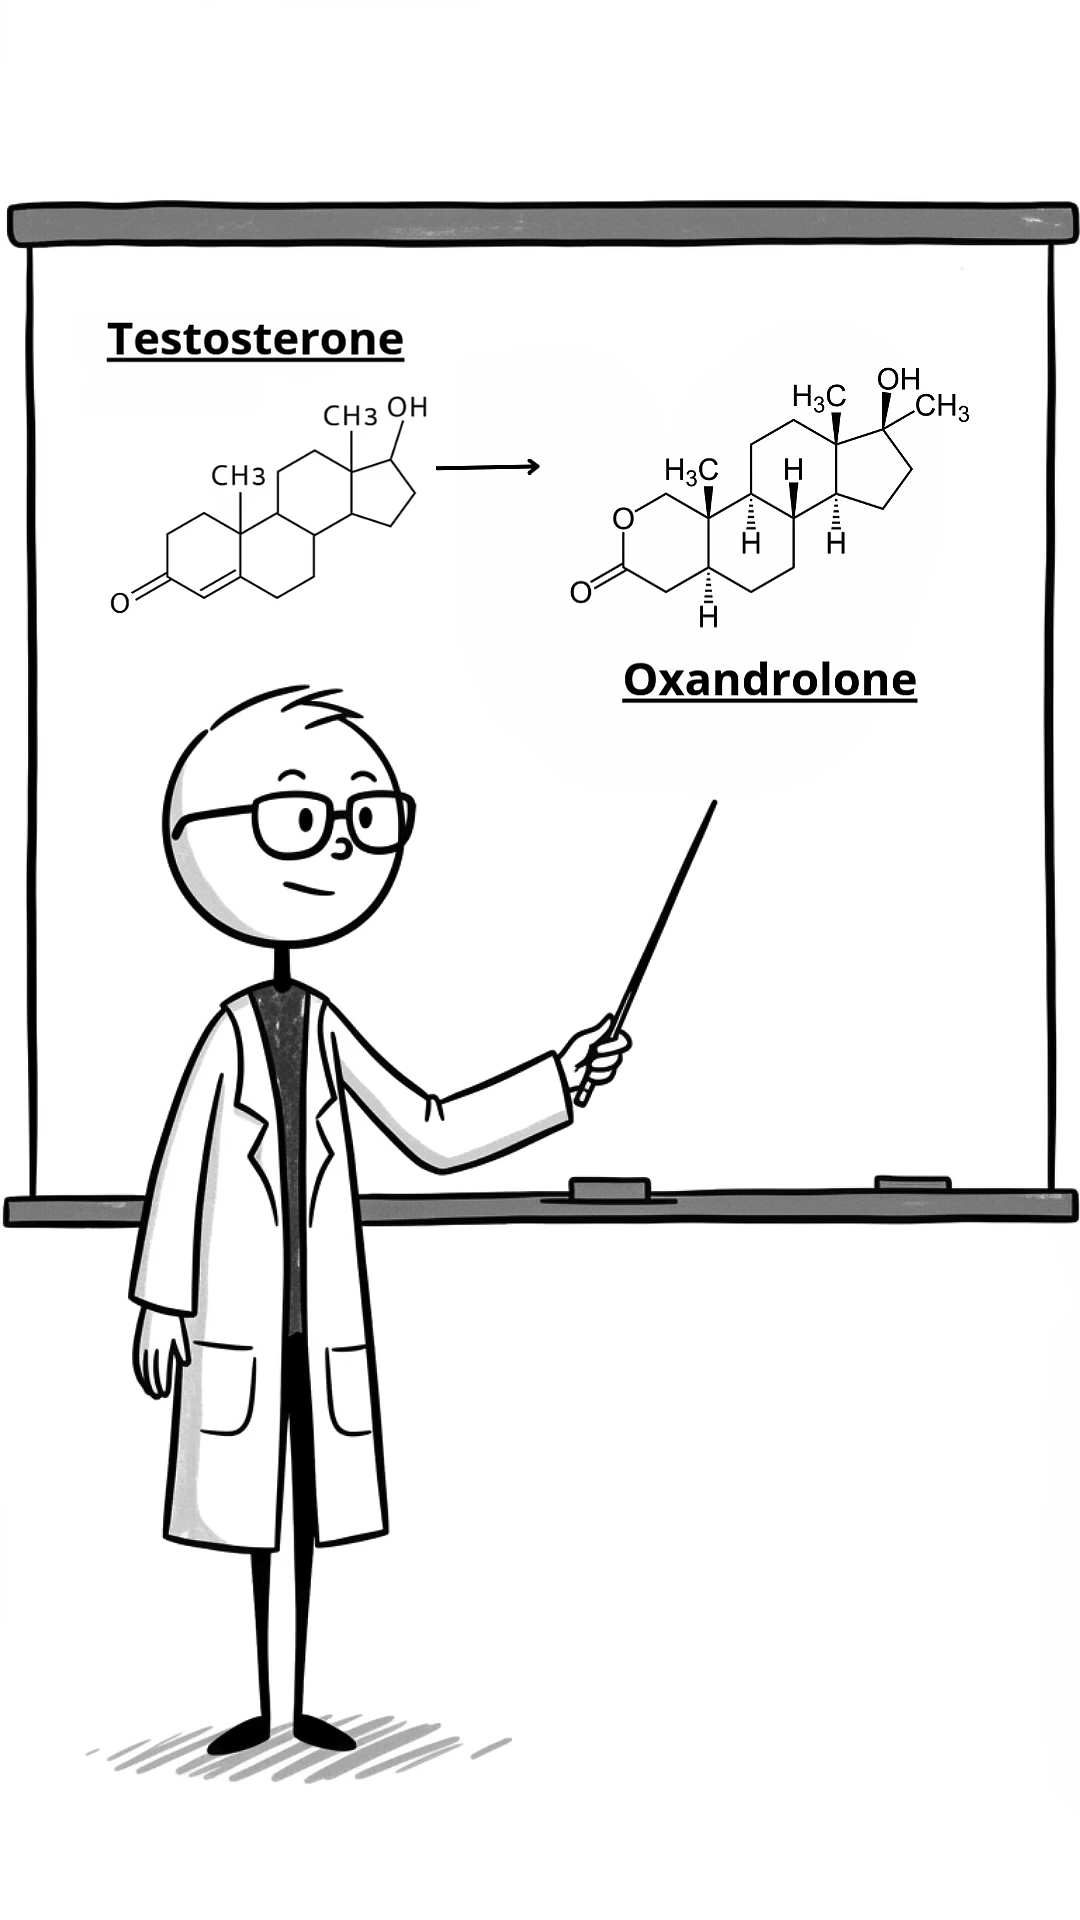 Testosterone
CH3 OH
CH3
O
H₃C OH
CH₃
H₃C H
O
H H
O
H
Oxandrolone